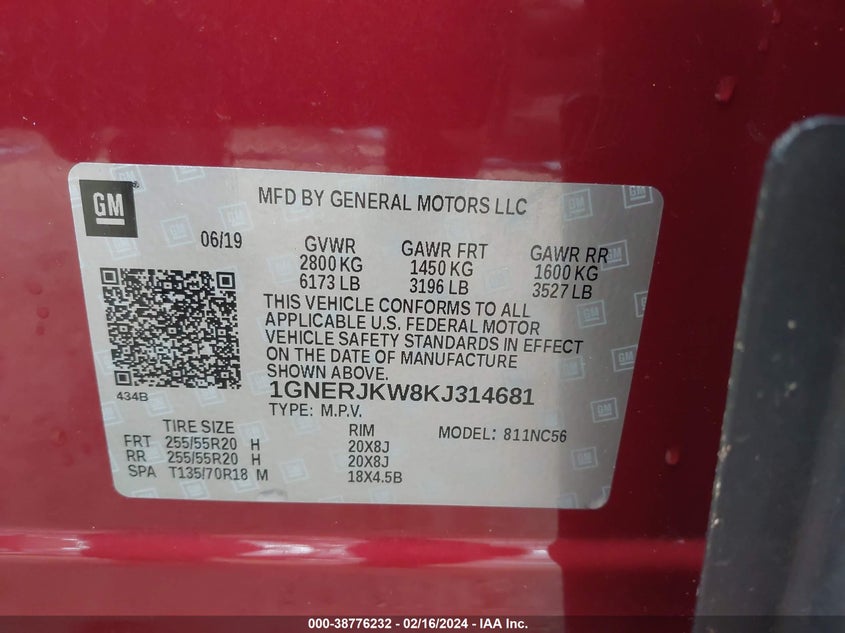 GM
MFD BY GENERAL MOTORS LLC
06/19
GVWR GAWR FRT GAWR RR
2800 KG 1450 KG 1600 KG
6173 LB 3196 LB 3527 LB
THIS VEHICLE CONFORMS TO ALL
APPLICABLE U.S. FEDERAL MOTOR
VEHICLE SAFETY STANDARDS IN EFFECT
ON THE DATE OF MANUFACTURE
SHOWN ABOVE.
434B
1GNERJKW8KJ314681
TYPE: M.P.V.
TIRE SIZE RIM MODEL: 811NC56
FRT 255/55R20 H 20X8J
RR 255/55R20 H 20X8J
SPA T135/70R18 M 18X4.5B
000-38776232 - 02/16/2024 - IAA Inc.